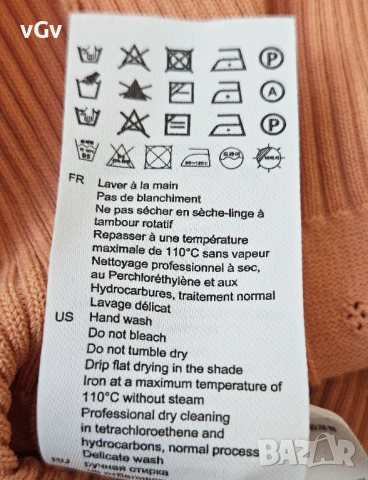 vGv
P
A
P
FR Laver à la main
Pas de blanchiment
Ne pas sécher en sèche-linge à
tambour rotatif
Repasser à une température
maximale de 110°C sans vapeur
Nettoyage professionnel à sec,
au Perchloréthylène et aux
Hydrocarbures, traitement normal
Lavage délicat
US Hand wash
Do not bleach
Do not tumble dry
Drip flat drying in the shade
Iron at a maximum temperature of
110°C without steam
Professional dry cleaning
in tetrachloroethene and
hydrocarbons, normal process
Delicate wash
ручная стирка
bazar